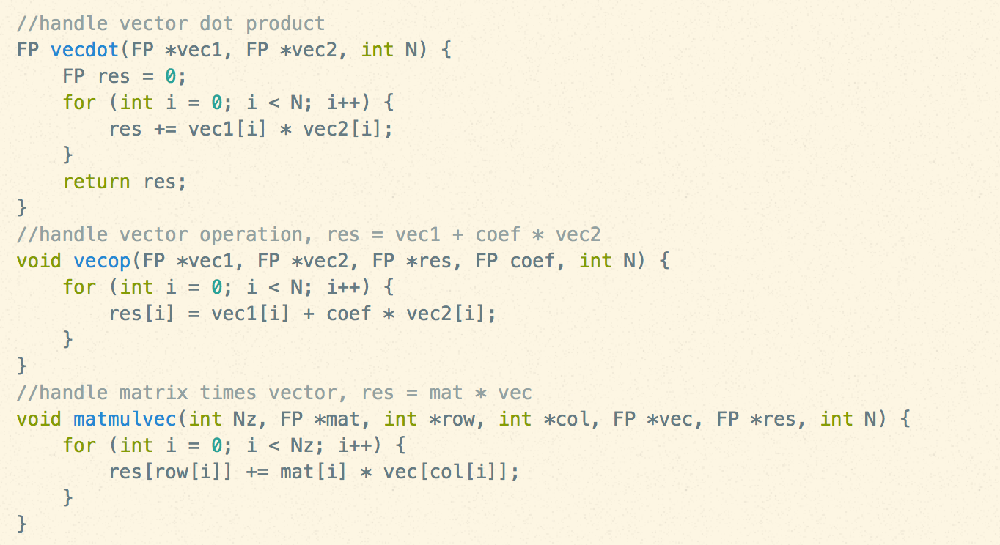 //handle vector dot product
FP vecdot(FP *vec1, FP *vec2, int N) {
    FP res = 0;
    for (int i = 0; i < N; i++) {
        res += vec1[i] * vec2[i];
    }
    return res;
}
//handle vector operation, res = vec1 + coef * vec2
void vecop(FP *vec1, FP *vec2, FP *res, FP coef, int N) {
    for (int i = 0; i < N; i++) {
        res[i] = vec1[i] + coef * vec2[i];
    }
}
//handle matrix times vector, res = mat * vec
void matmulvec(int Nz, FP *mat, int *row, int *col, FP *vec, FP *res, int N) {
    for (int i = 0; i < Nz; i++) {
        res[row[i]] += mat[i] * vec[col[i]];
    }
}